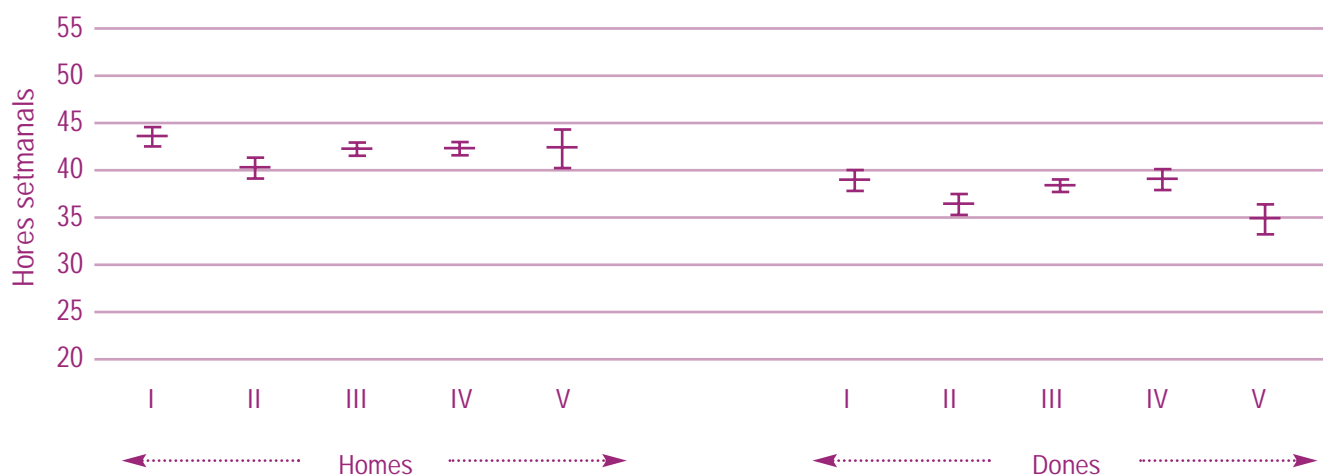 Hores setmanals
55
50
45
40
35
30
25
20
I II III IV V I II III IV V
Homes Dones